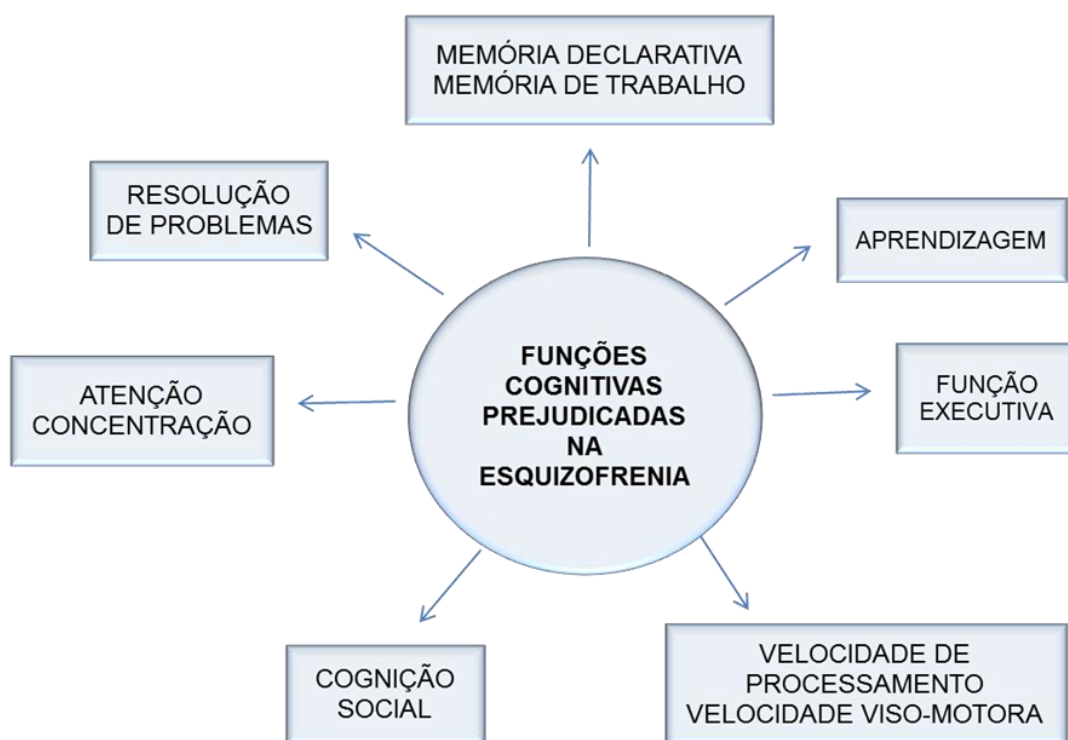 MEMÓRIA DECLARATIVA
MEMÓRIA DE TRABALHO
RESOLUÇÃO
DE PROBLEMAS
APRENDIZAGEM
FUNÇÕES
COGNITIVAS
PREJUDICADAS
NA
ESQUIZOFRENIA
ATENÇÃO
CONCENTRAÇÃO
FUNÇÃO
EXECUTIVA
COGNIÇÃO
SOCIAL
VELOCIDADE DE
PROCESSAMENTO
VELOCIDADE VISO-MOTORA